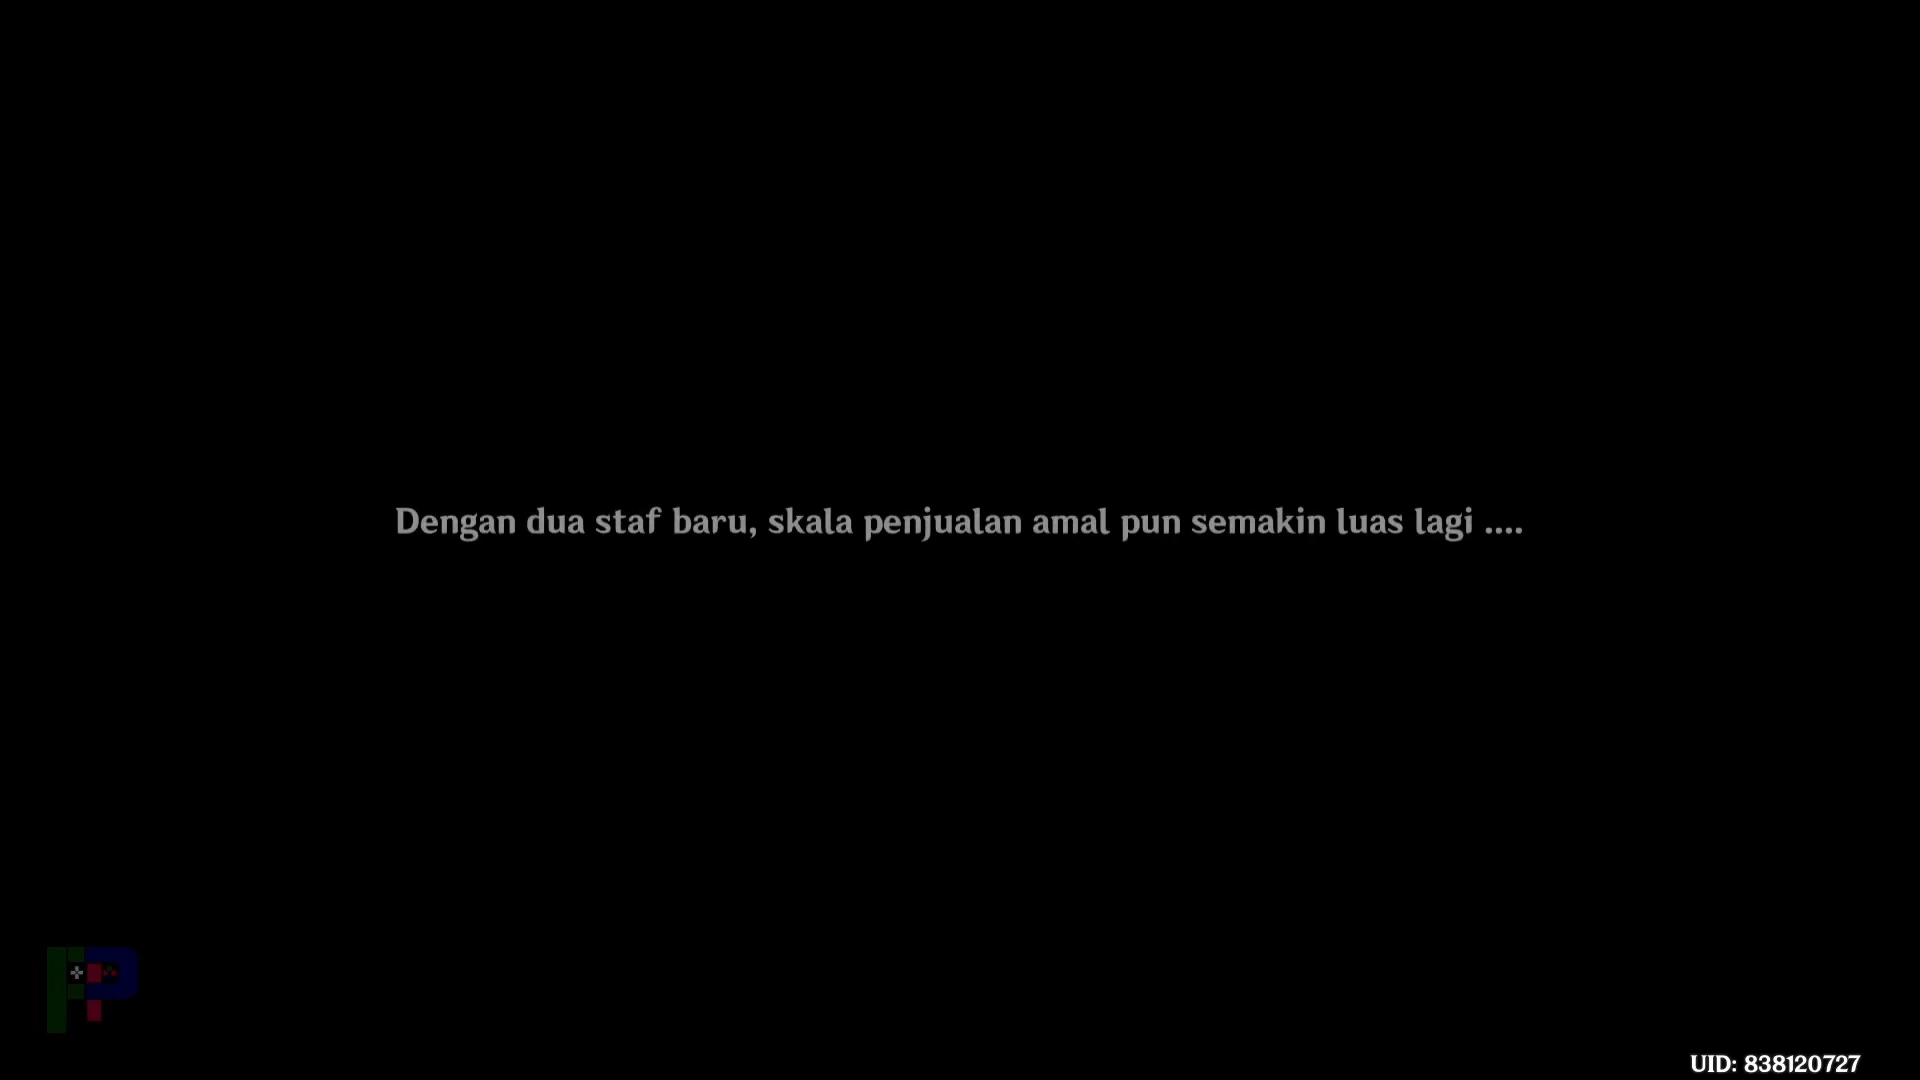 Dengan dua staf baru, skala penjualan amal pun semakin luas lagi ....
UID: 838120727